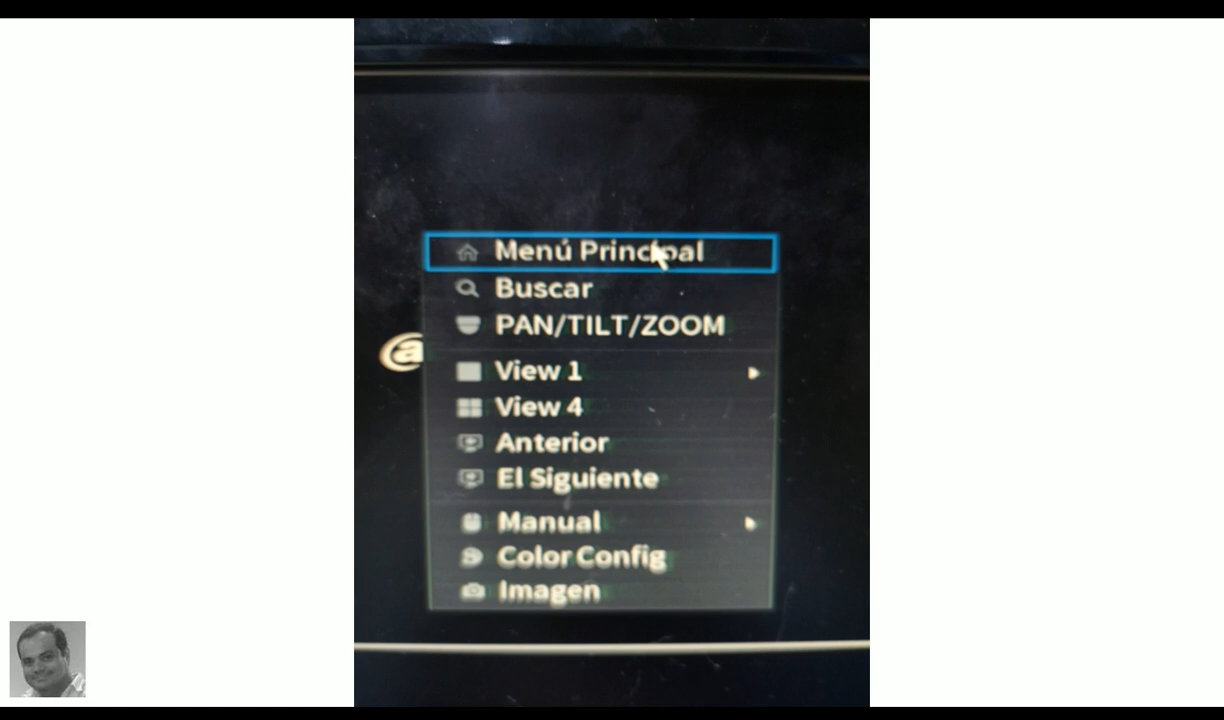 Menú Principal
Buscar
PAN/TILT/ZOOM
a
View 1
View 4
Anterior
El Siguiente
Manual
Color Config
Imagen